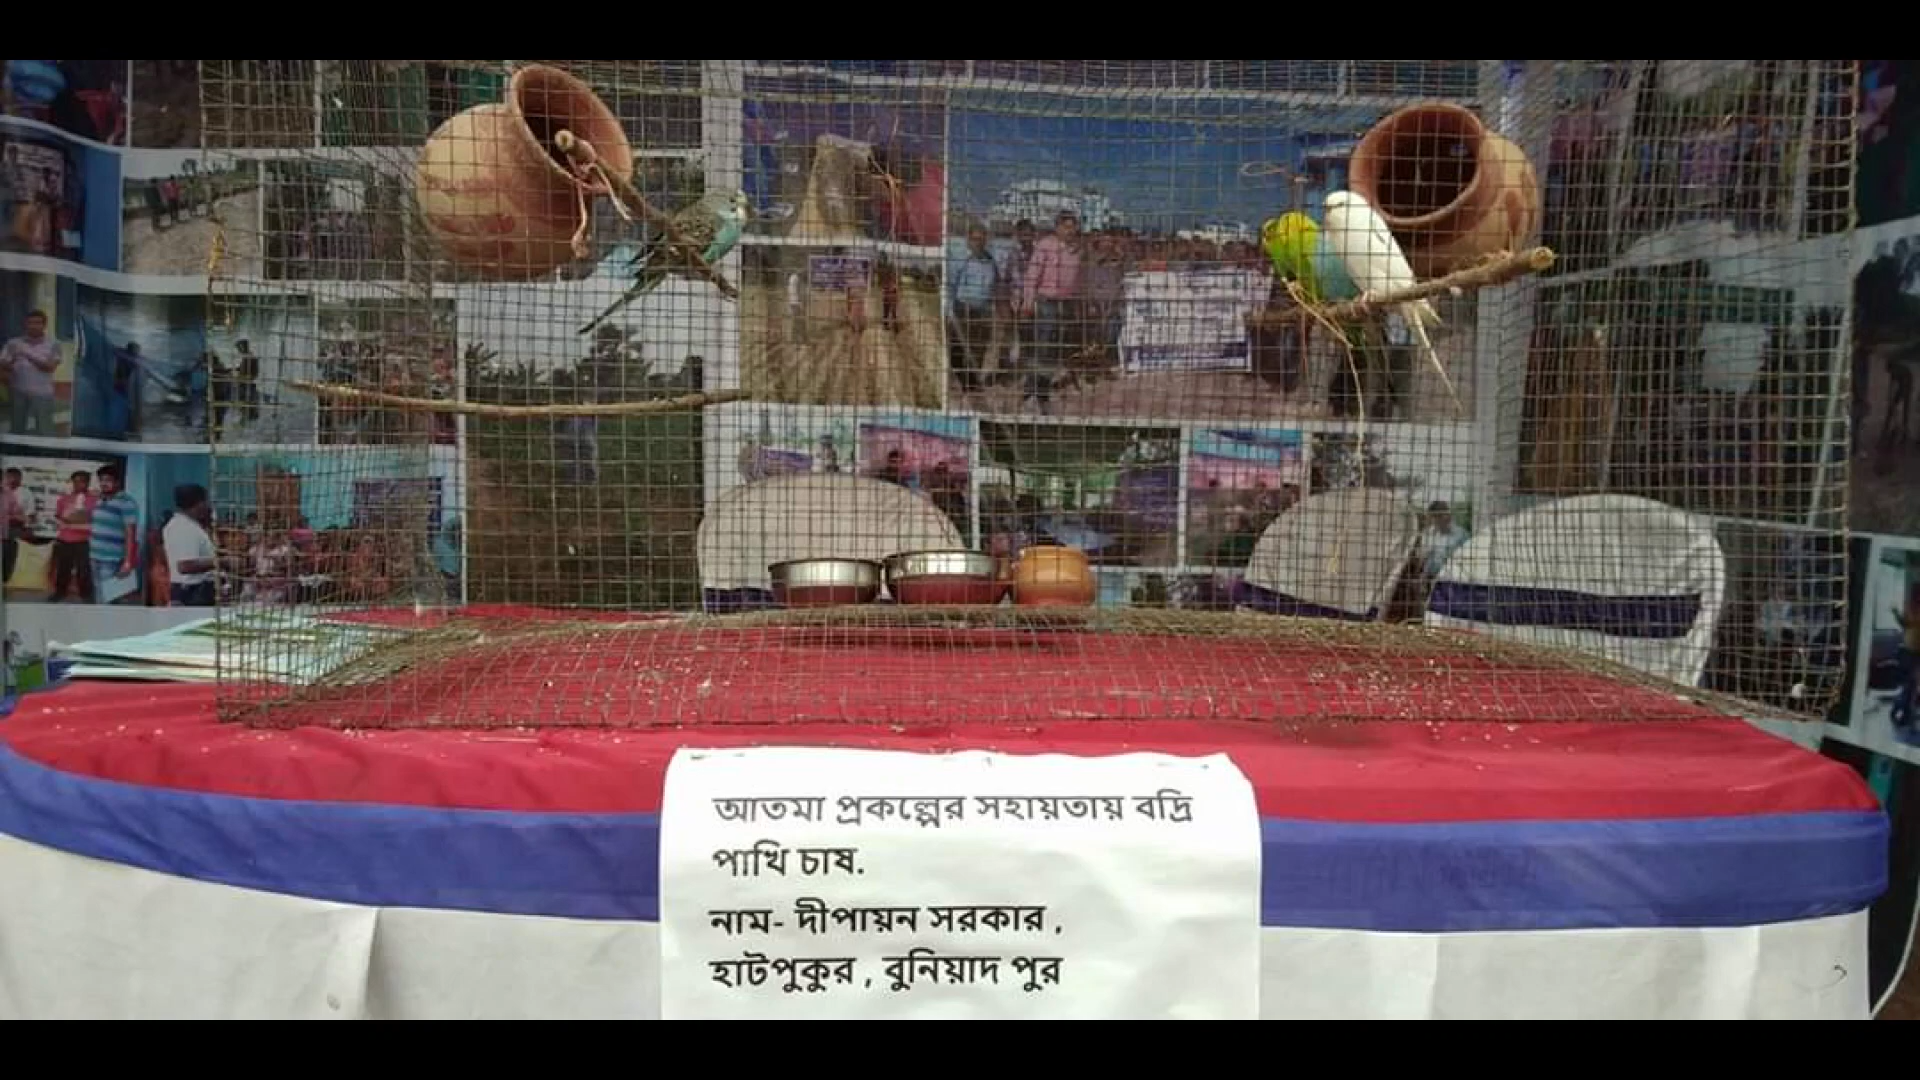 আতমা প্রকল্পের সহায়তায় বদ্রি
পাখি চাষ.
নাম- দীপায়ন সরকার ,
হাটপুকুর , বুনিয়াদ পুর